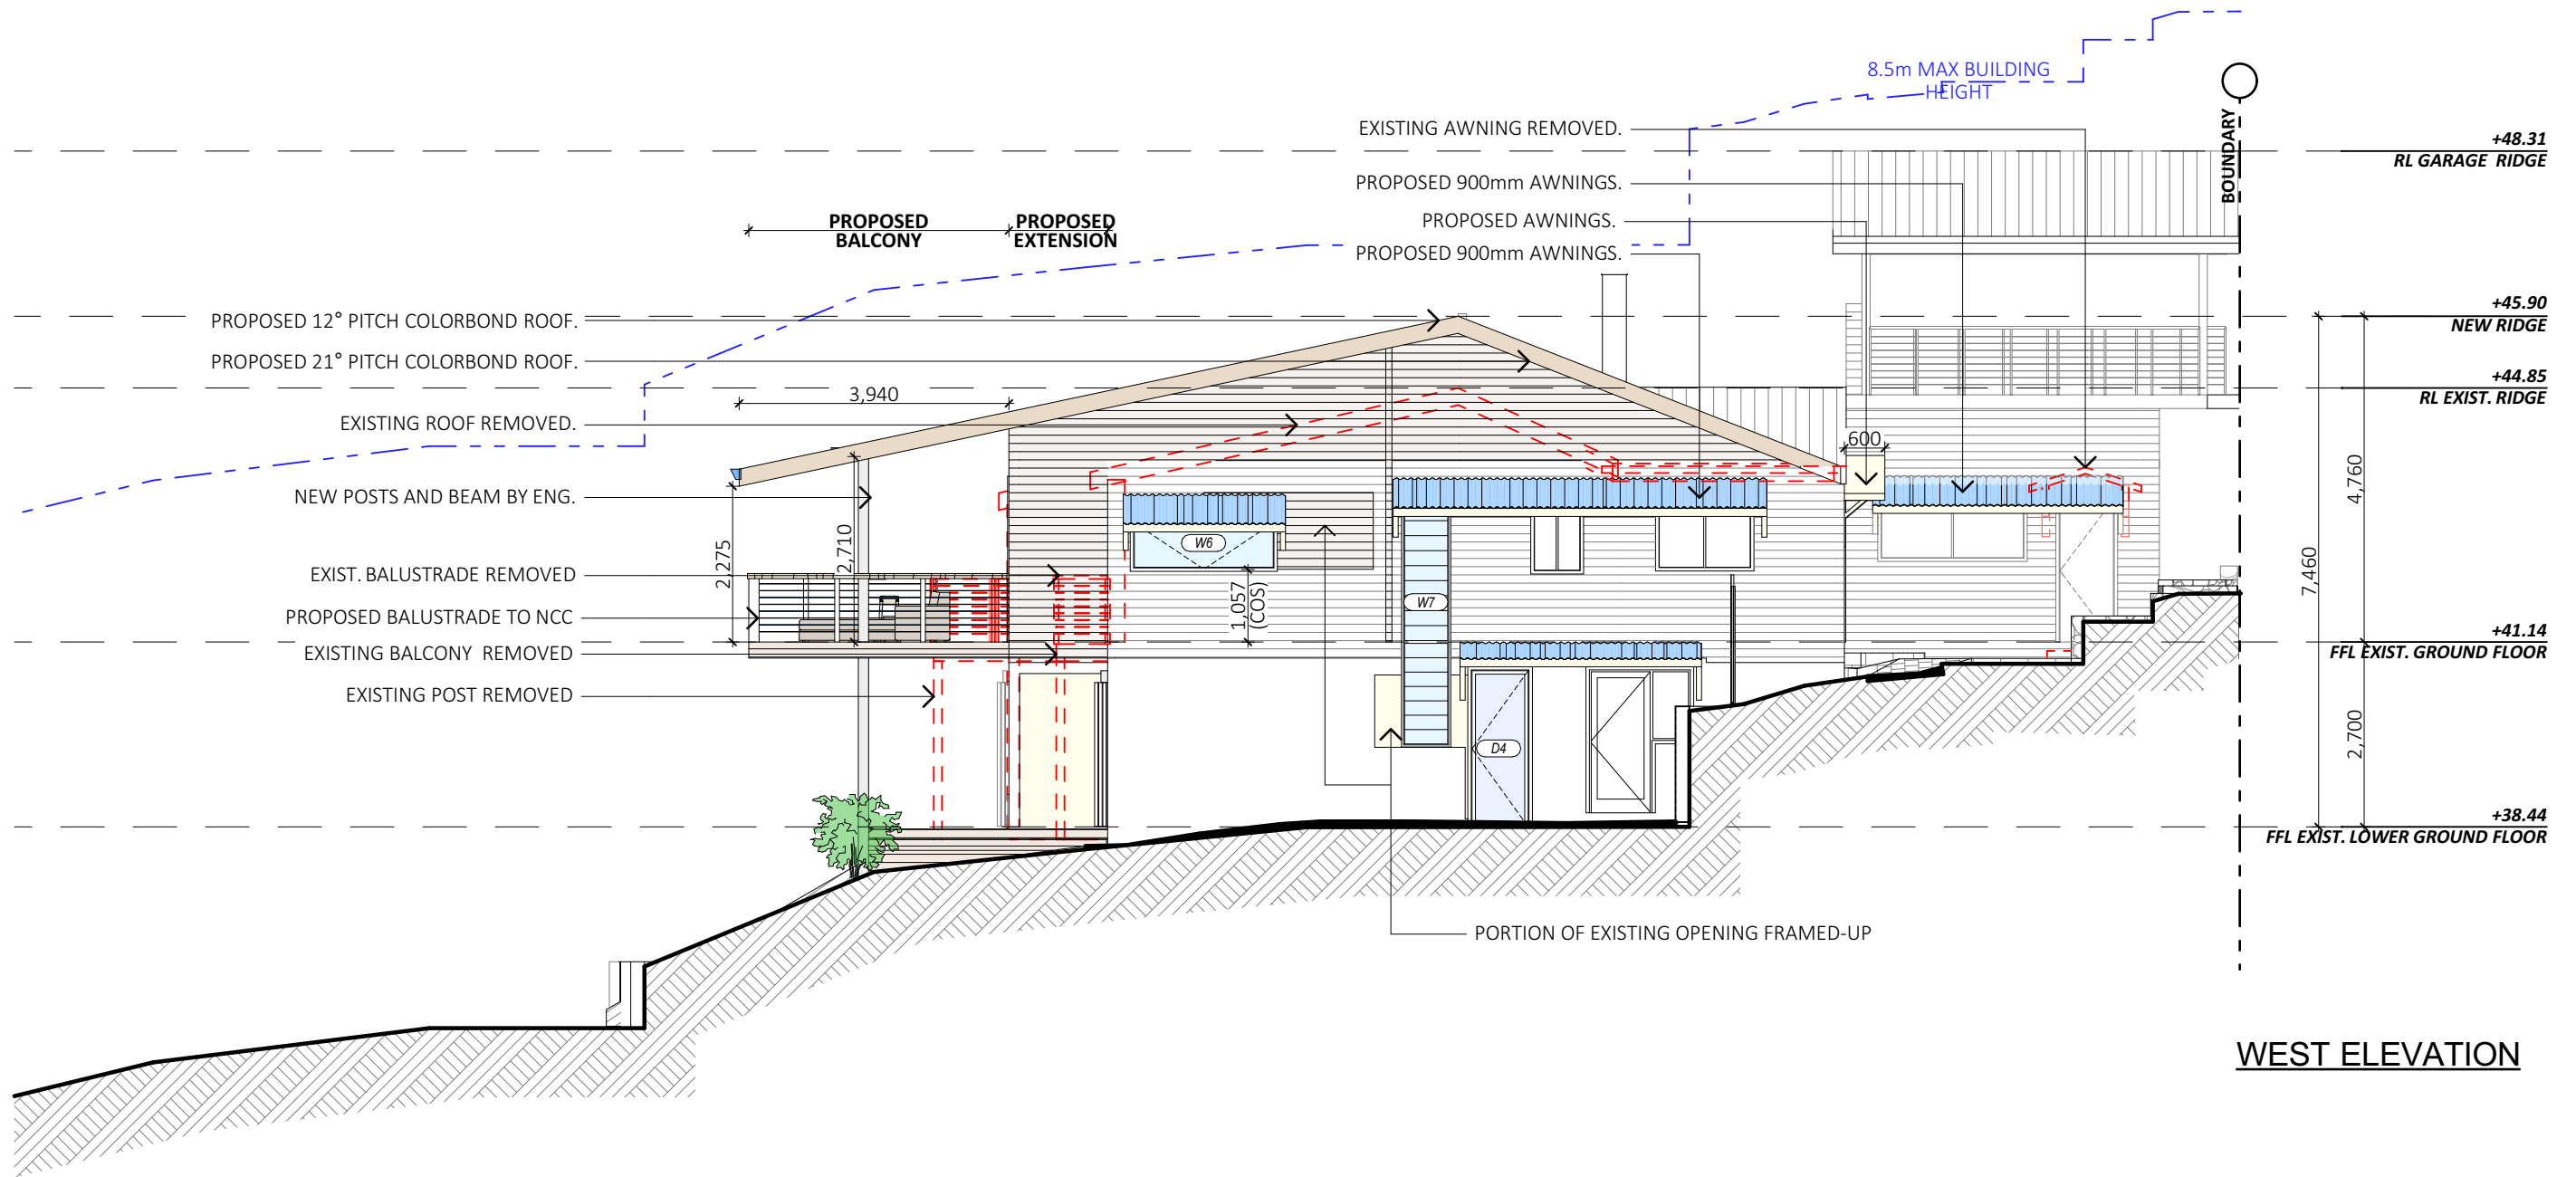 8.5m MAX BUILDING
HEIGHT
BOUNDARY
EXISTING AWNING REMOVED.
+48.31
RL GARAGE RIDGE
PROPOSED 900mm AWNINGS.
PROPOSED AWNINGS.
PROPOSED 900mm AWNINGS.
PROPOSED
BALCONY
PROPOSED
EXTENSION
+45.90
NEW RIDGE
PROPOSED 12° PITCH COLORBOND ROOF.
PROPOSED 21° PITCH COLORBOND ROOF.
+44.85
RL EXIST. RIDGE
3,940
EXISTING ROOF REMOVED.
600
NEW POSTS AND BEAM BY ENG.
4,760
2,275
2,710
W6
EXIST. BALUSTRADE REMOVED
7,460
1,057
(COS)
W7
PROPOSED BALUSTRADE TO NCC
+41.14
FFL EXIST. GROUND FLOOR
EXISTING BALCONY REMOVED
EXISTING POST REMOVED
D4
2,700
+38.44
FFL EXIST. LOWER GROUND FLOOR
PORTION OF EXISTING OPENING FRAMED-UP
WEST ELEVATION